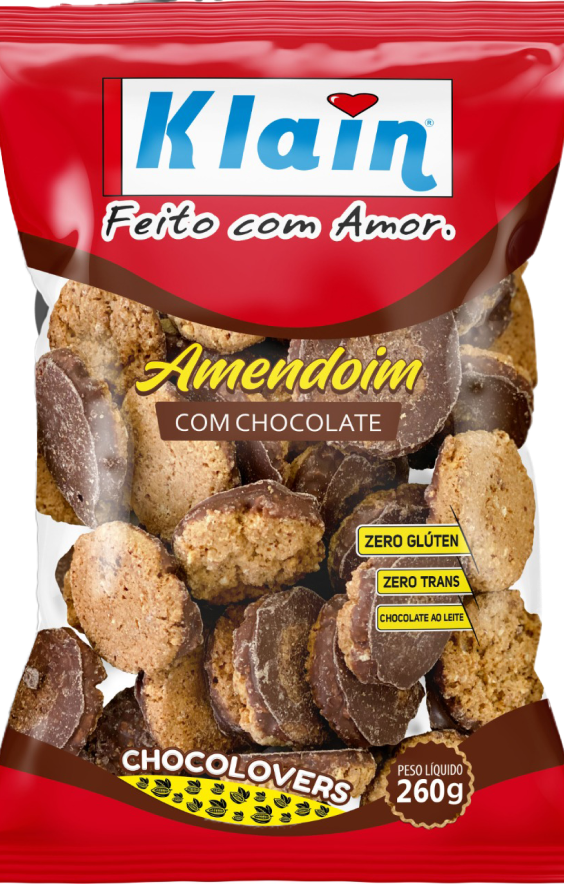 Klain®
Feito com Amor.
Amendoim
COM CHOCOLATE
ZERO GLÚTEN
ZERO TRANS
CHOCOLATE AO LEITE
CHOCOLOVERS
PESO LÍQUIDO
260g